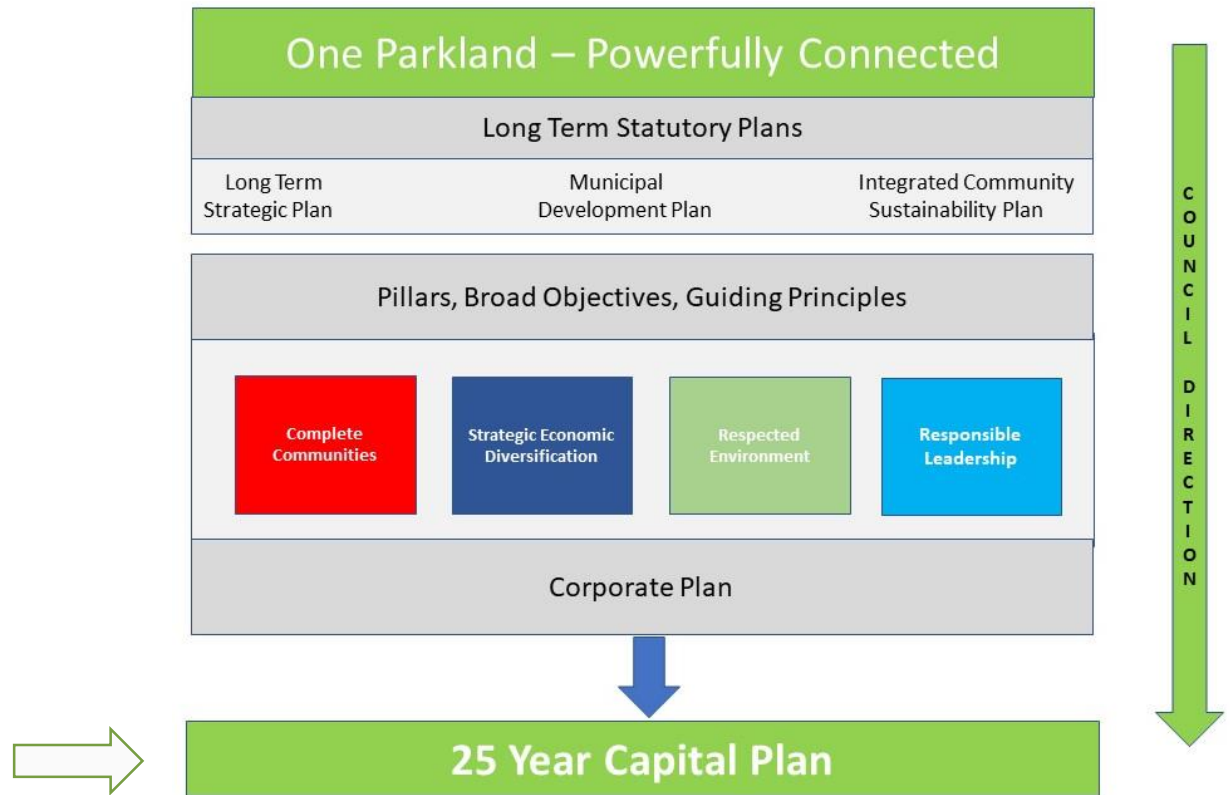 One Parkland – Powerfully Connected
Long Term Statutory Plans
Long Term
Strategic Plan
Municipal
Development Plan
Integrated Community
Sustainability Plan
Pillars, Broad Objectives, Guiding Principles
Complete
Communities
Strategic Economic
Diversification
Respected
Environment
Responsible
Leadership
Corporate Plan
25 Year Capital Plan
COUNCIL DIRECTION